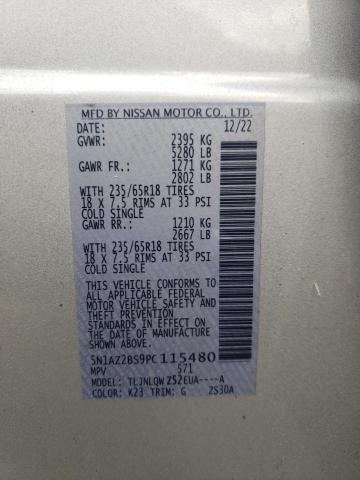 MFD BY NISSAN MOTOR CO., LTD.
DATE: 12/22
GVWR: 2395 KG
5280 LB
GAWR FR.: 1271 KG
2802 LB
WITH 235/65R18 TIRES
18 X 7.5 RIMS AT 33 PSI
COLD SINGLE
GAWR RR.: 1210 KG
2667 LB
WITH 235/65R18 TIRES
18 X 7.5 RIMS AT 33 PSI
COLD SINGLE
THIS VEHICLE CONFORMS TO
ALL APPLICABLE FEDERAL
MOTOR VEHICLE SAFETY
AND THEFT PREVENTION
STANDARDS IN EFFECT ON
THE DATE OF MANUFACTURE
SHOWN ABOVE.
5N1AZ2BS9PC115480
MPV 571
MODEL: TLJNLQW Z52EUA----A
COLOR: K23 TRIM: G 2S30A